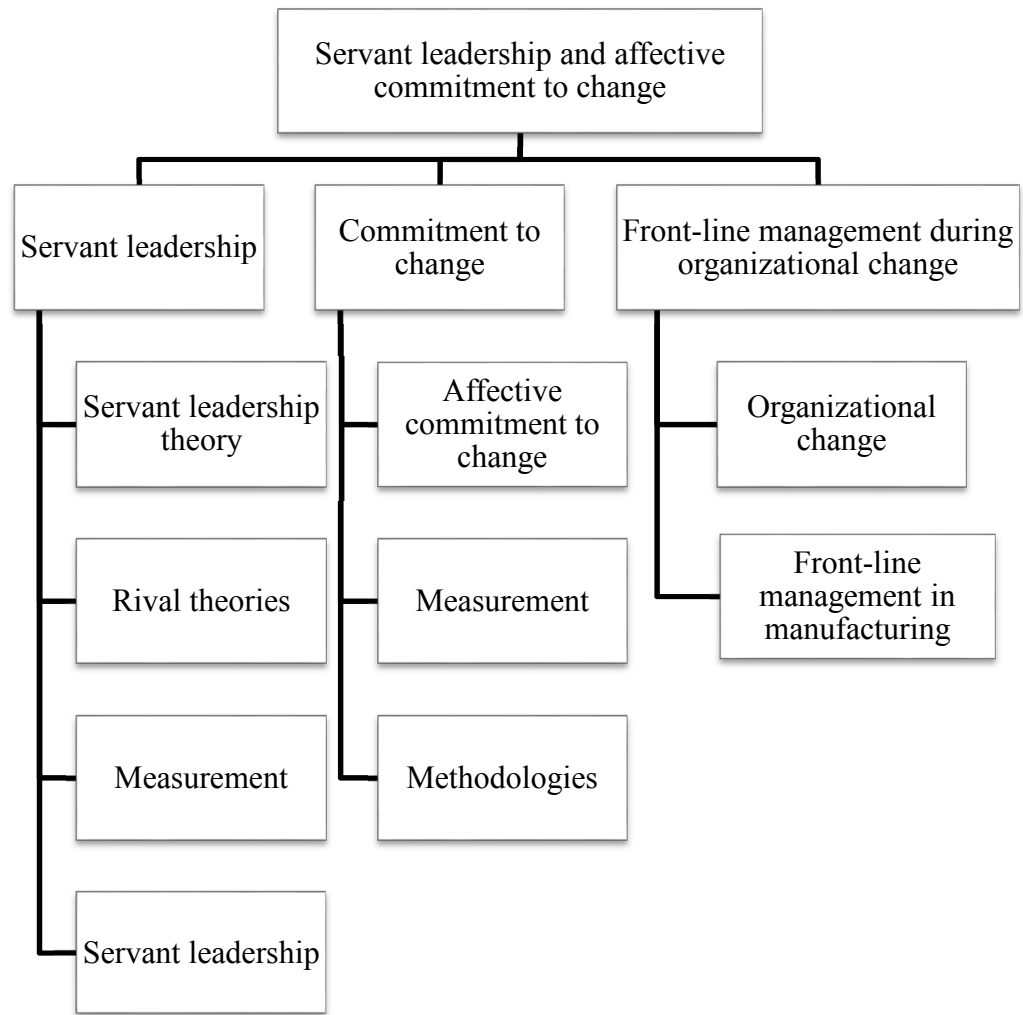 Servant leadership and affective
commitment to change
Servant leadership
Commitment to
change
Front-line management during
organizational change
Servant leadership
theory
Rival theories
Measurement
Servant leadership
Affective
commitment to
change
Measurement
Methodologies
Organizational
change
Front-line
management in
manufacturing